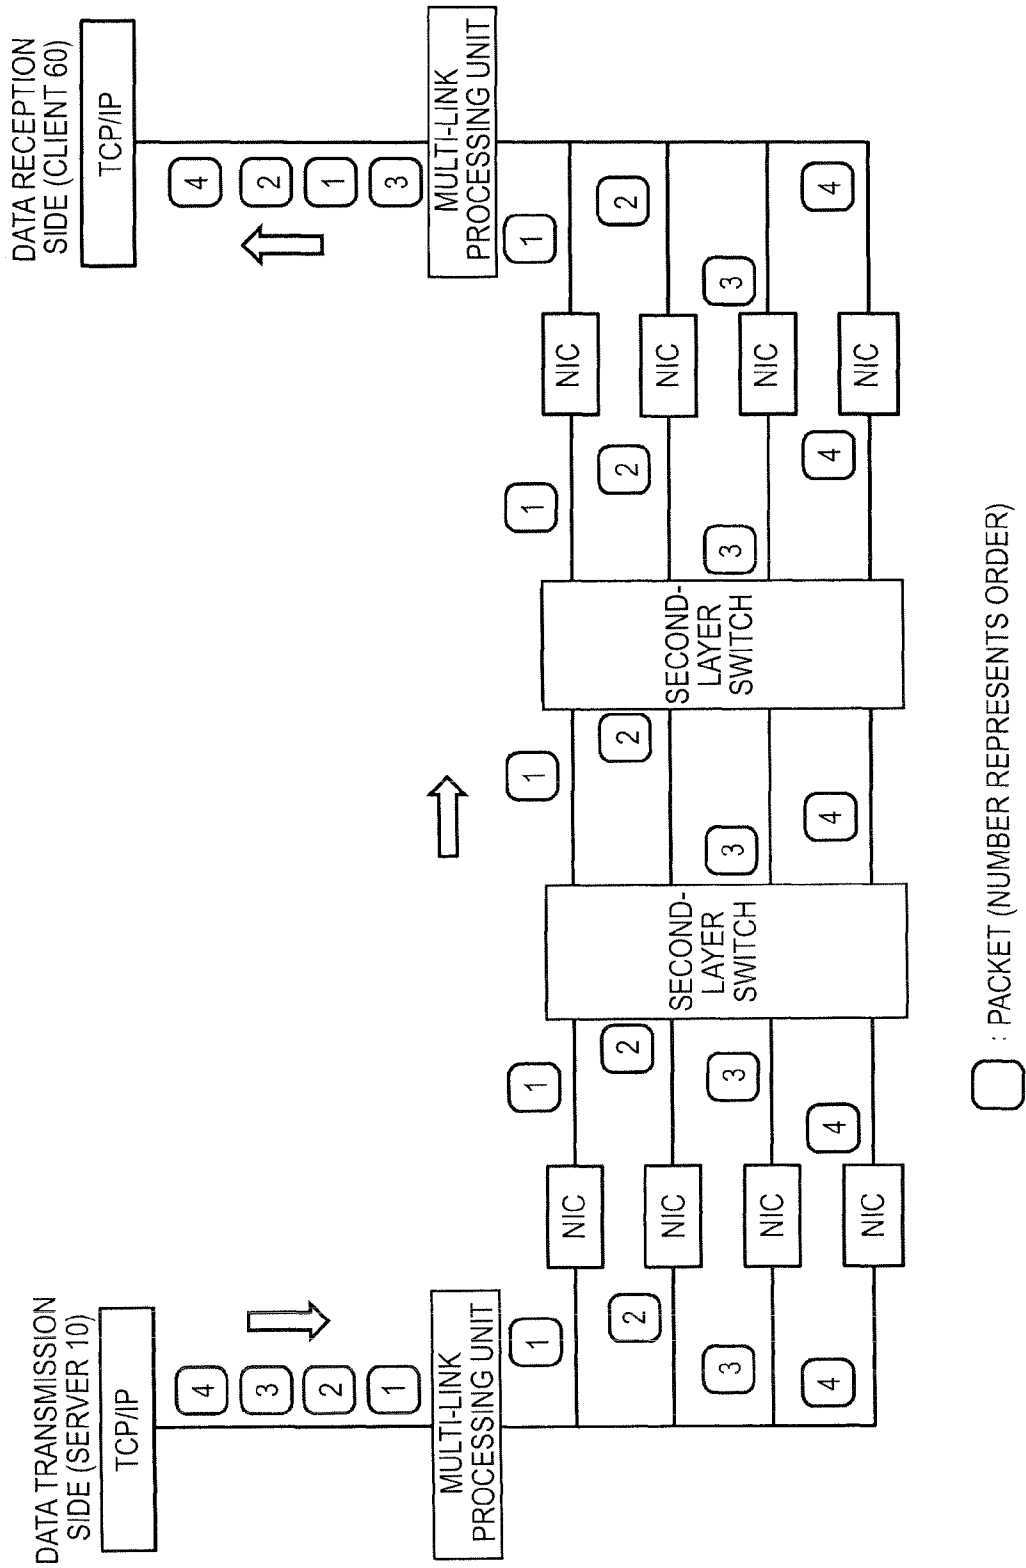 DATA TRANSMISSION
SIDE (SERVER 10)
TCP/IP
4
3
2
1
MULTI-LINK
PROCESSING UNIT
1
2
3
4
NIC
NIC
NIC
NIC
1
2
3
4
SECOND-
LAYER
SWITCH
1
2
3
4
SECOND-
LAYER
SWITCH
1
2
3
4
NIC
NIC
NIC
NIC
1
2
3
4
DATA RECEPTION
SIDE (CLIENT 60)
TCP/IP
4
2
1
3
MULTI-LINK
PROCESSING UNIT
: PACKET (NUMBER REPRESENTS ORDER)